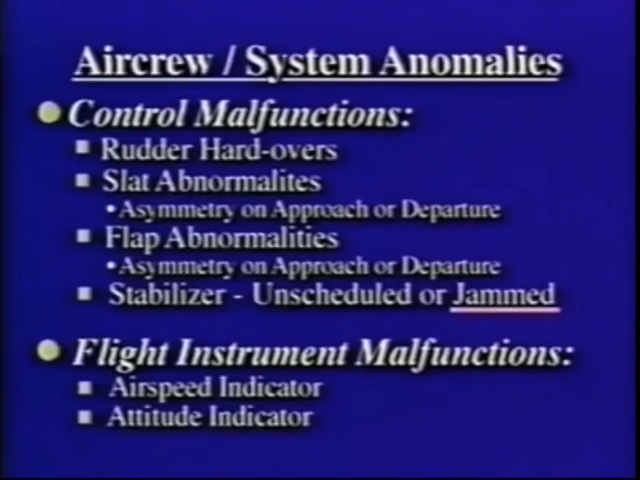 Aircrew / System Anomalies
Control Malfunctions:
Rudder Hard-overs
Slat Abnormalites
•Asymmetry on Approach or Departure
Flap Abnormalities
•Asymmetry on Approach or Departure
Stabilizer - Unscheduled or Jammed
Flight Instrument Malfunctions:
Airspeed Indicator
Attitude Indicator